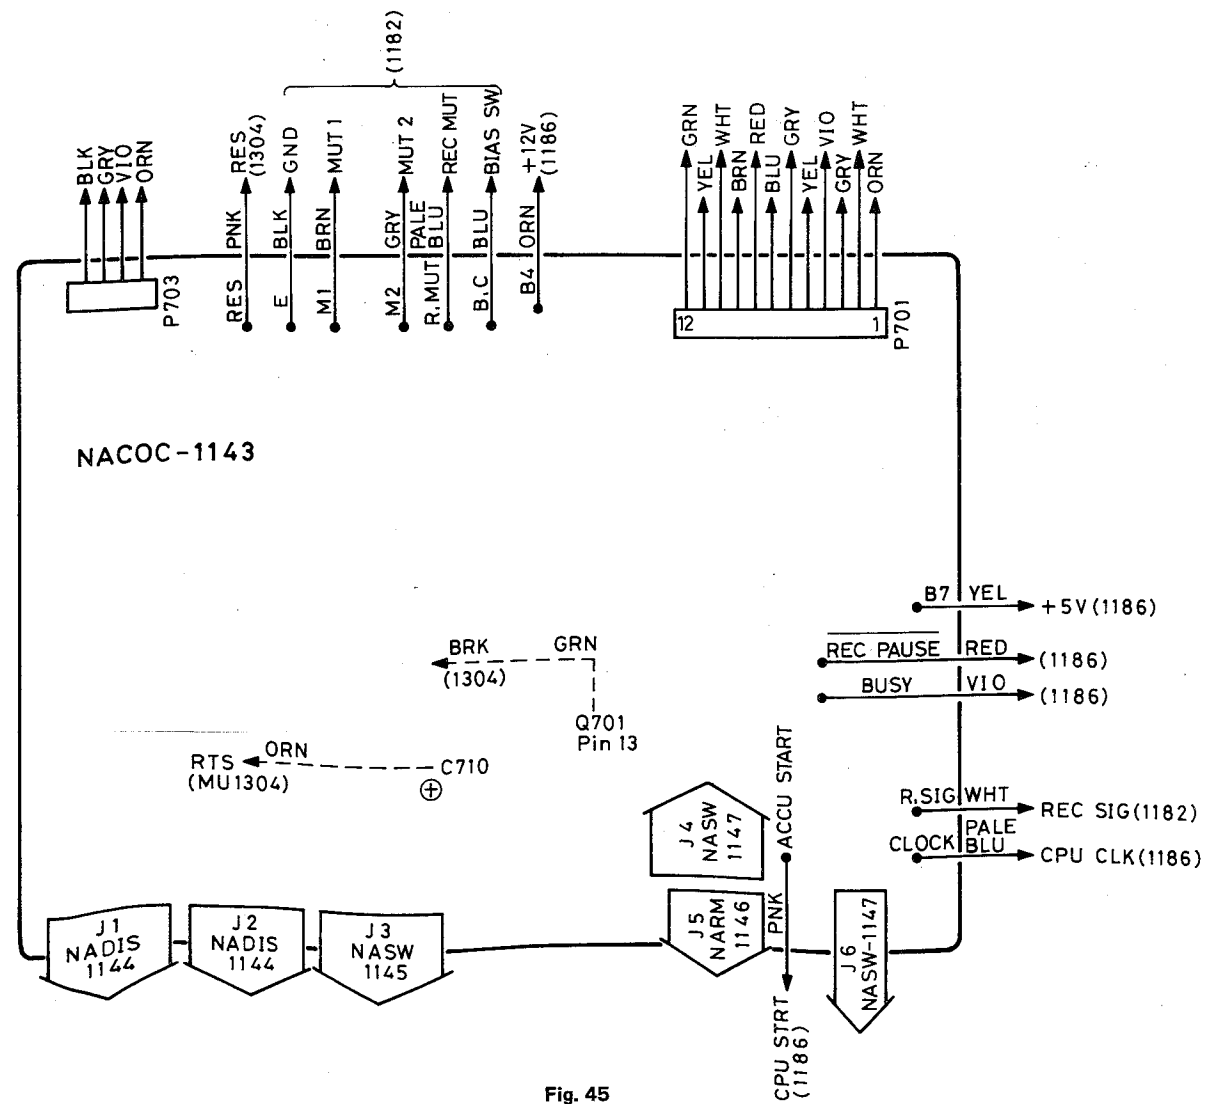 (1182)
BLK
GRY
VIO
ORN
P703
RES
(1304)
PNK
RES
GND
BLK
E
MUT 1
BRN
M1
MUT 2
GRY
M2
REC MUT
PALE
BLU
R.MUT
BIAS SW
BLU
B.C
+12V
(1186)
ORN
B4
GRN
YEL
WHT
BRN
RED
BLU
GRY
YEL
VIO
GRY
WHT
ORN
12
1
P701
NACOC-1143
B7 YEL
+5V(1186)
REC PAUSE RED
(1186)
BUSY VIO
(1186)
BRK GRN
(1304)
Q701
Pin 13
ORN
RTS
(MU1304)
C710
⊕
ACCU START
PNK
CPU STRT
(1186)
R.SIG WHT
REC SIG(1182)
CLOCK PALE
BLU
CPU CLK(1186)
J4
NASW
1147
J1
NADIS
1144
J2
NADIS
1144
J3
NASW
1145
J5
NARM
1146
J6
NASW-1147
Fig. 45